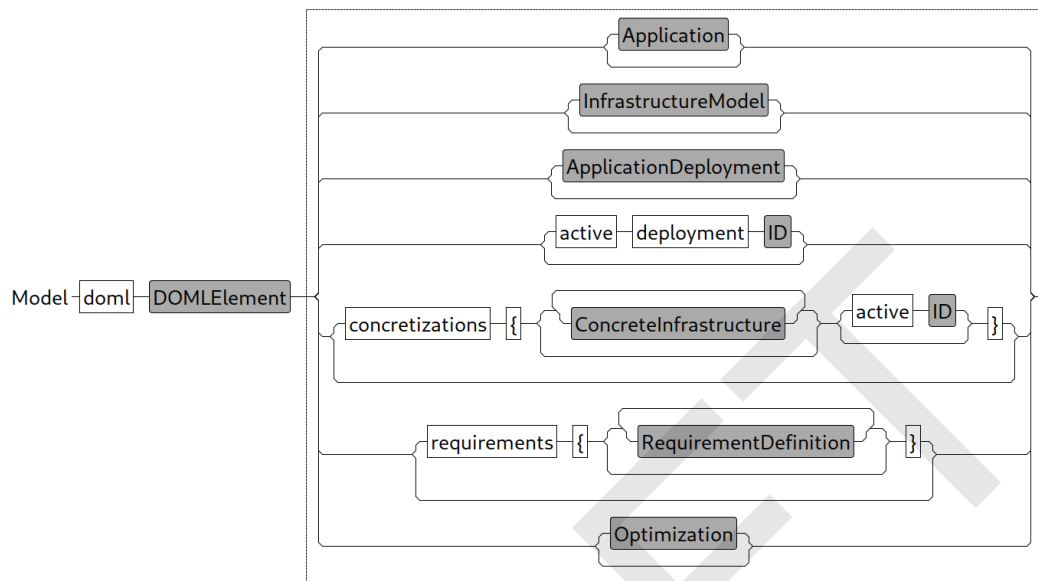 Application
InfrastructureModel
ApplicationDeployment
active deployment ID
Model doml DOMLElement
concretizations { ConcreteInfrastructure active ID }
requirements { RequirementDefinition }
Optimization